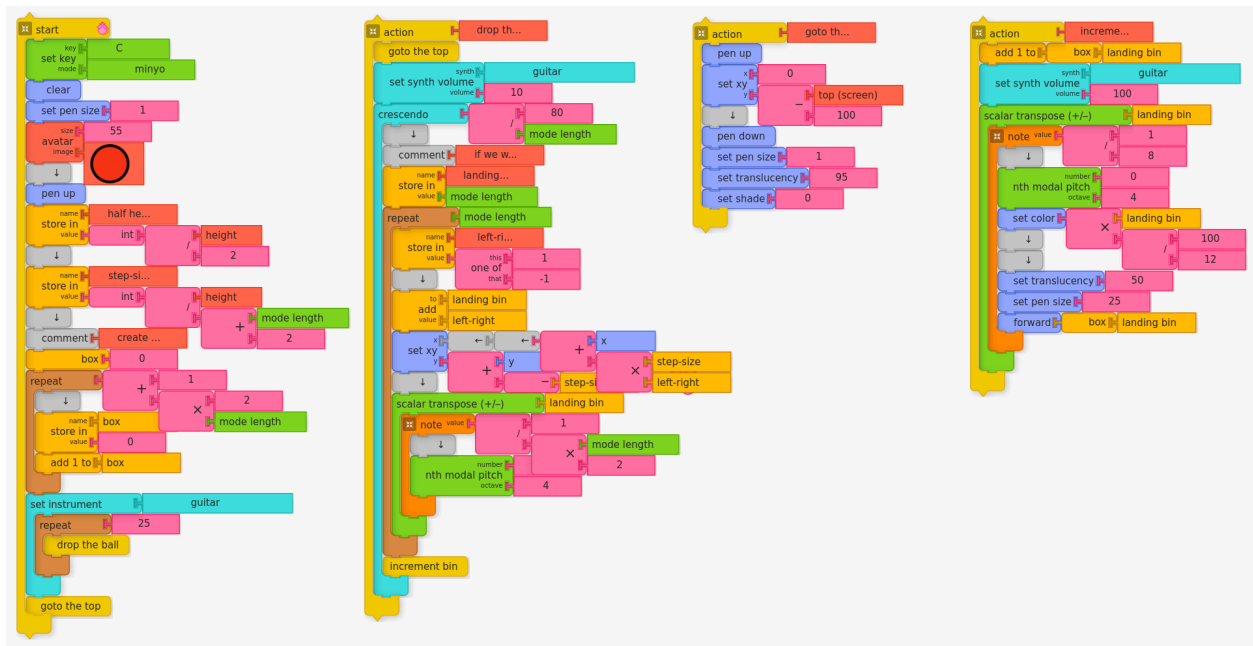 start
key C
set key
mode minyo
clear
set pen size 1
size 55
avatar
image
↓
pen up
name half he...
store in
value int height
/
↓ 2
name step-si...
store in
value int height
/
↓ + mode length
comment create ... 2
box 0
repeat 1
+
↓ 2
×
name box mode length
store in
value 0
add 1 to box
set instrument guitar
repeat 25
drop the ball
goto the top
action drop th...
goto the top
synth guitar
set synth volume
volume 10
crescendo 80
/
↓ mode length
comment if we w...
name landing...
store in
value mode length
repeat mode length
name left-ri...
store in
value this 1
one of
↓ that -1
to landing bin
add
value left-right
x ← ← + x
set xy
y y × step-size
+
↓ − step-si left-right
scalar transpose (+/–) landing bin
note value 1
/
↓ mode length
×
number 2
nth modal pitch
octave 4
increment bin
action goto th...
pen up
x 0
set xy
y top (screen)
−
↓ 100
pen down
set pen size 1
set translucency 95
set shade 0
action increme...
add 1 to box landing bin
synth guitar
set synth volume
volume 100
scalar transpose (+/–) landing bin
note value 1
/
↓ 8
number 0
nth modal pitch
octave 4
set color landing bin
×
↓ 100
/
↓ 12
set translucency 50
set pen size 25
forward box landing bin